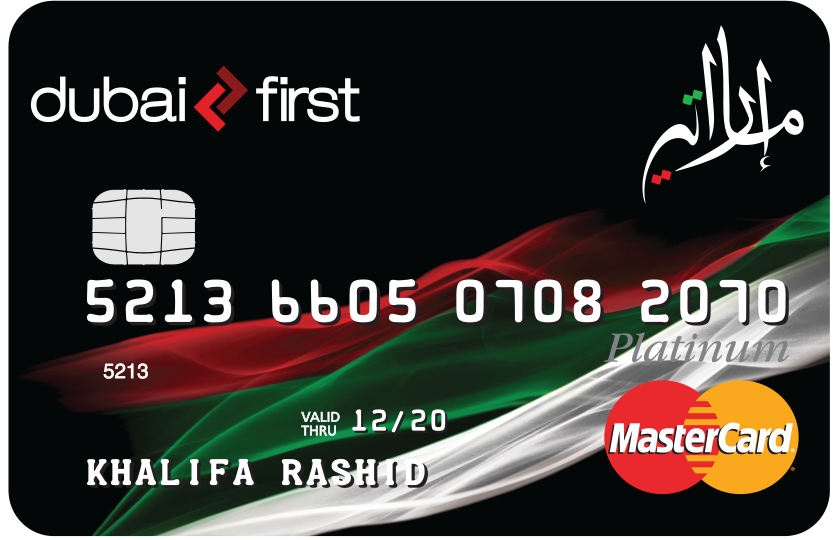 dubai first
إماراتي
5213 6605 0708 2070
Platinum
5213
VALID THRU 12/20
MasterCard
KHALIFA RASHID